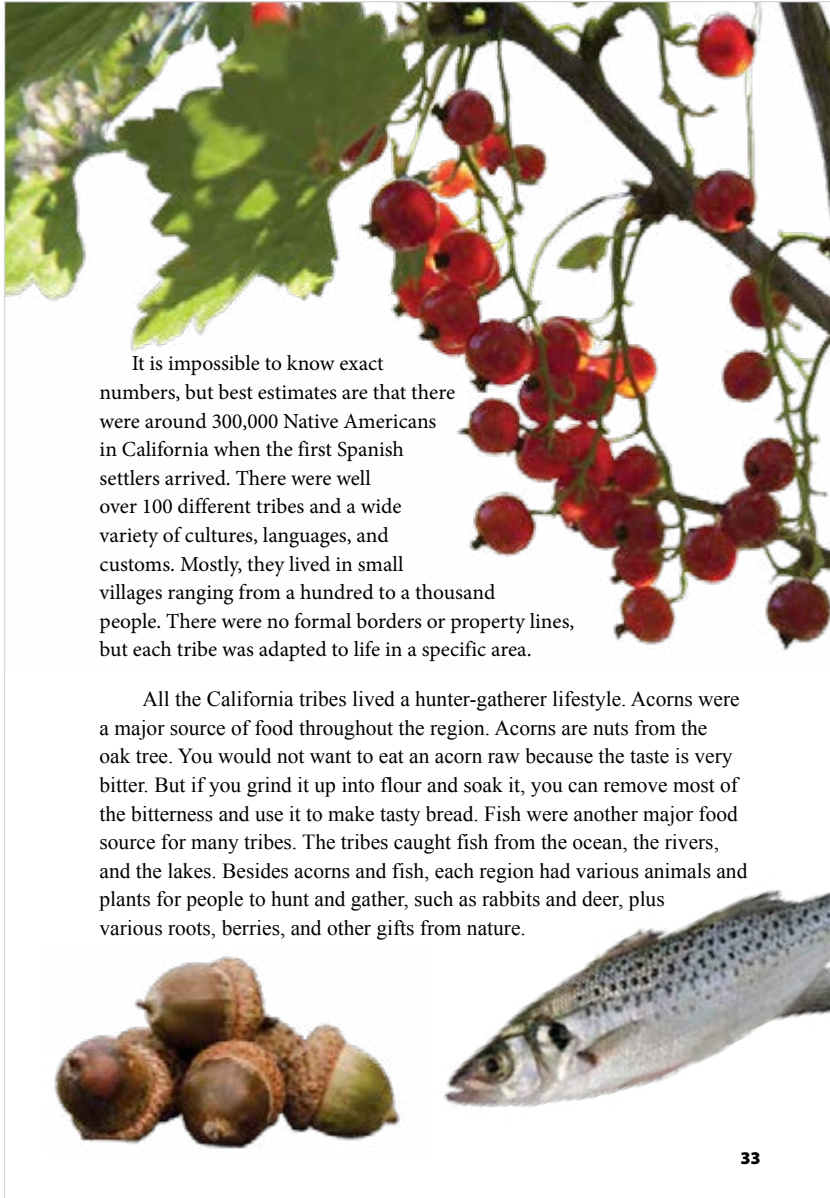 It is impossible to know exact
numbers, but best estimates are that there
were around 300,000 Native Americans
in California when the first Spanish
settlers arrived. There were well
over 100 different tribes and a wide
variety of cultures, languages, and
customs. Mostly, they lived in small
villages ranging from a hundred to a thousand
people. There were no formal borders or property lines,
but each tribe was adapted to life in a specific area.
All the California tribes lived a hunter-gatherer lifestyle. Acorns were
a major source of food throughout the region. Acorns are nuts from the
oak tree. You would not want to eat an acorn raw because the taste is very
bitter. But if you grind it up into flour and soak it, you can remove most of
the bitterness and use it to make tasty bread. Fish were another major food
source for many tribes. The tribes caught fish from the ocean, the rivers,
and the lakes. Besides acorns and fish, each region had various animals and
plants for people to hunt and gather, such as rabbits and deer, plus
various roots, berries, and other gifts from nature.
33